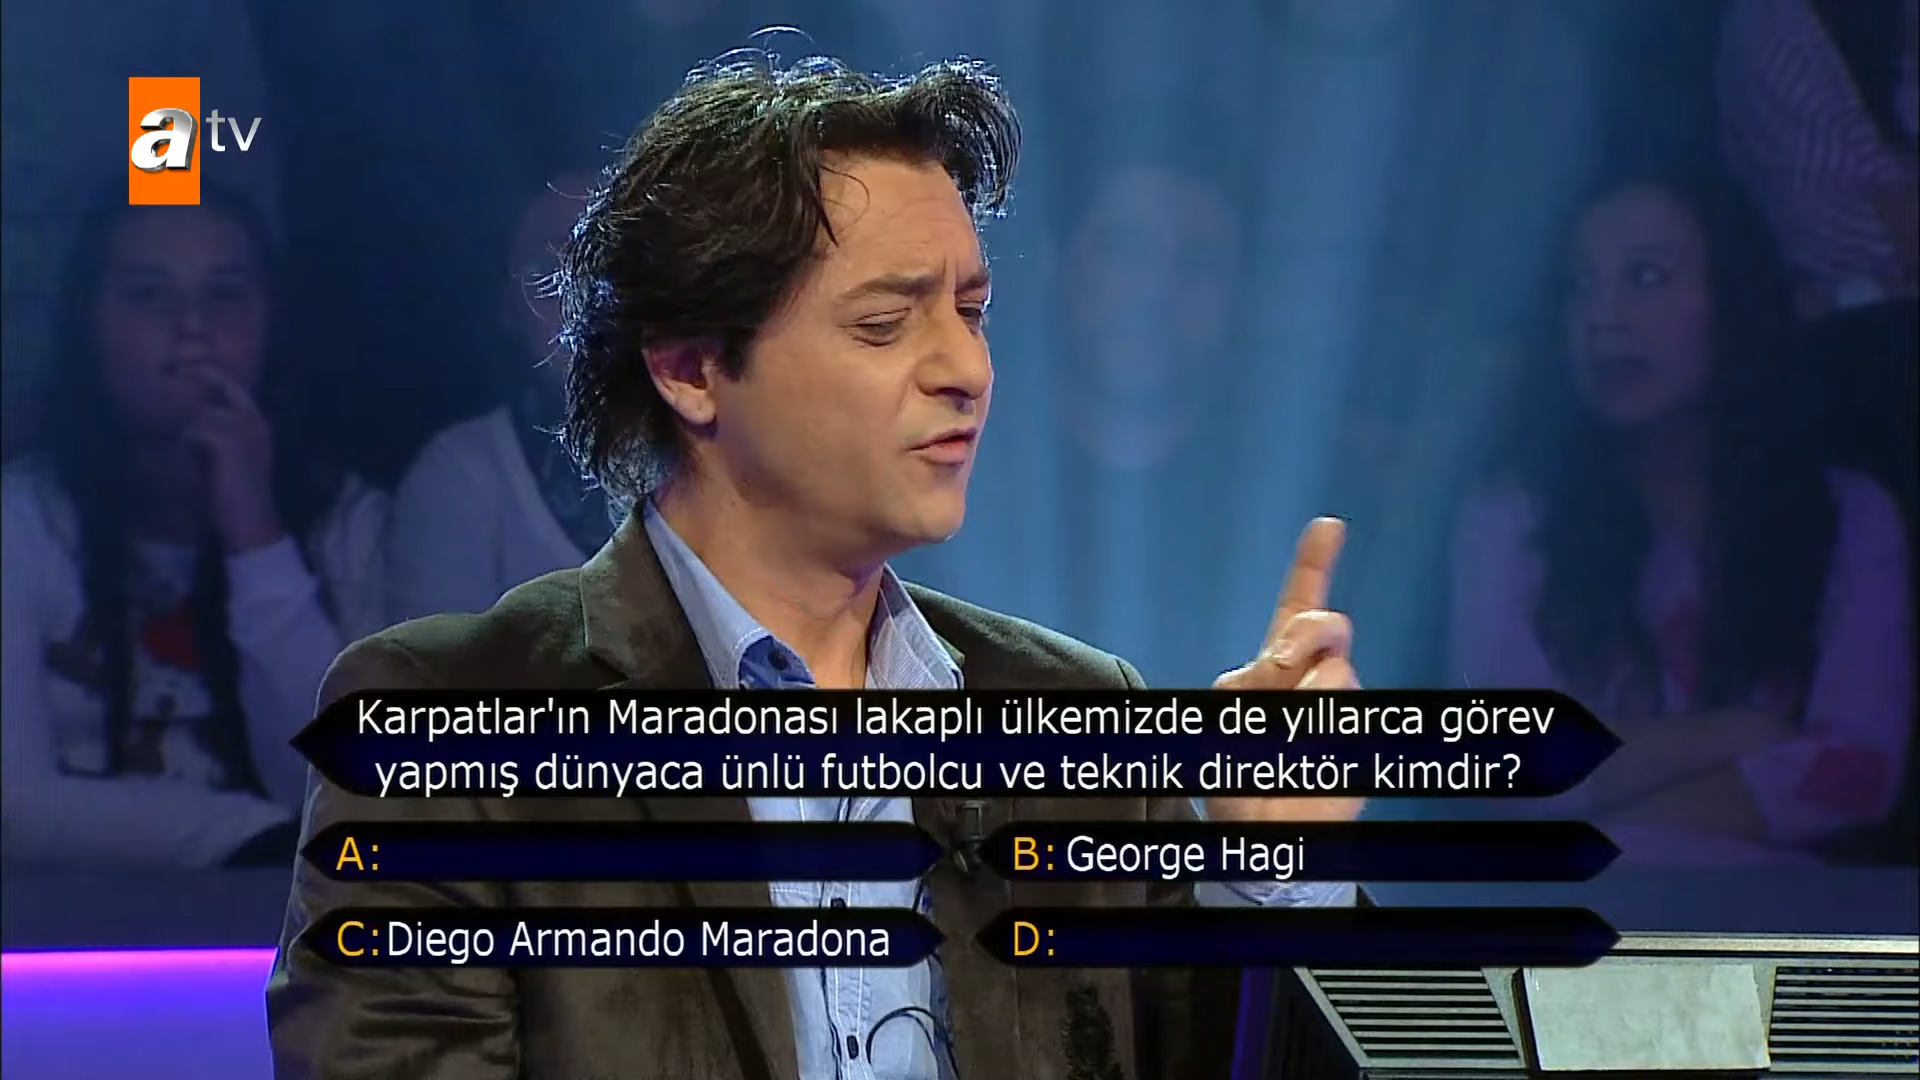 atv
Karpatlar'ın Maradonası lakaplı ülkemizde de yıllarca görev
yapmış dünyaca ünlü futbolcu ve teknik direktör kimdir?
A:
B: George Hagi
C: Diego Armando Maradona
D: